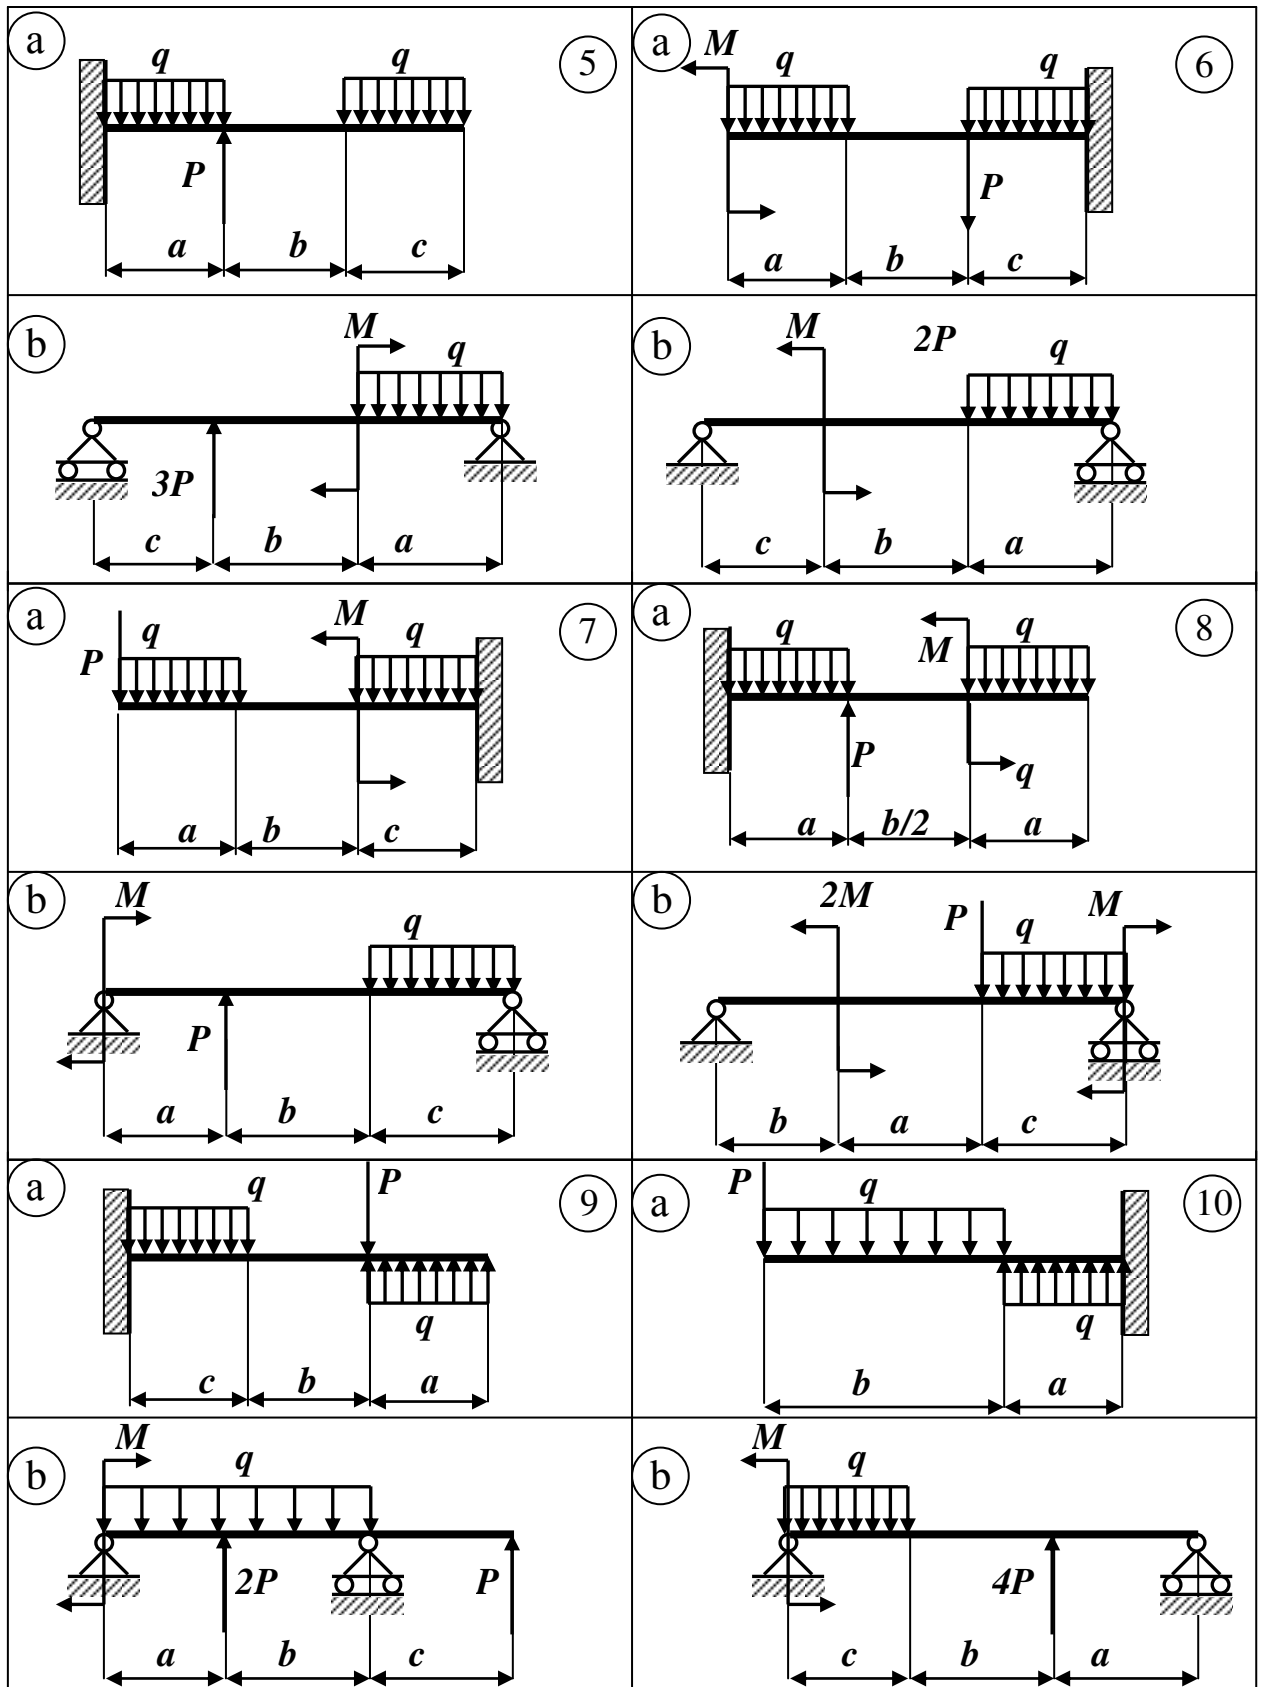 a q q 5
P
a b c
a M q q 6
P
a b c
b M q
3P
c b a
b M 2P q
c b a
a P q M q 7
a b c
a q M q 8
P q
a b/2 a
b M q
P
a b c
b 2M P q M
b a c
a q P 9
q
c b a
a P q 10
q
b a
b M q
2P P
a b c
b M q
4P
c b a